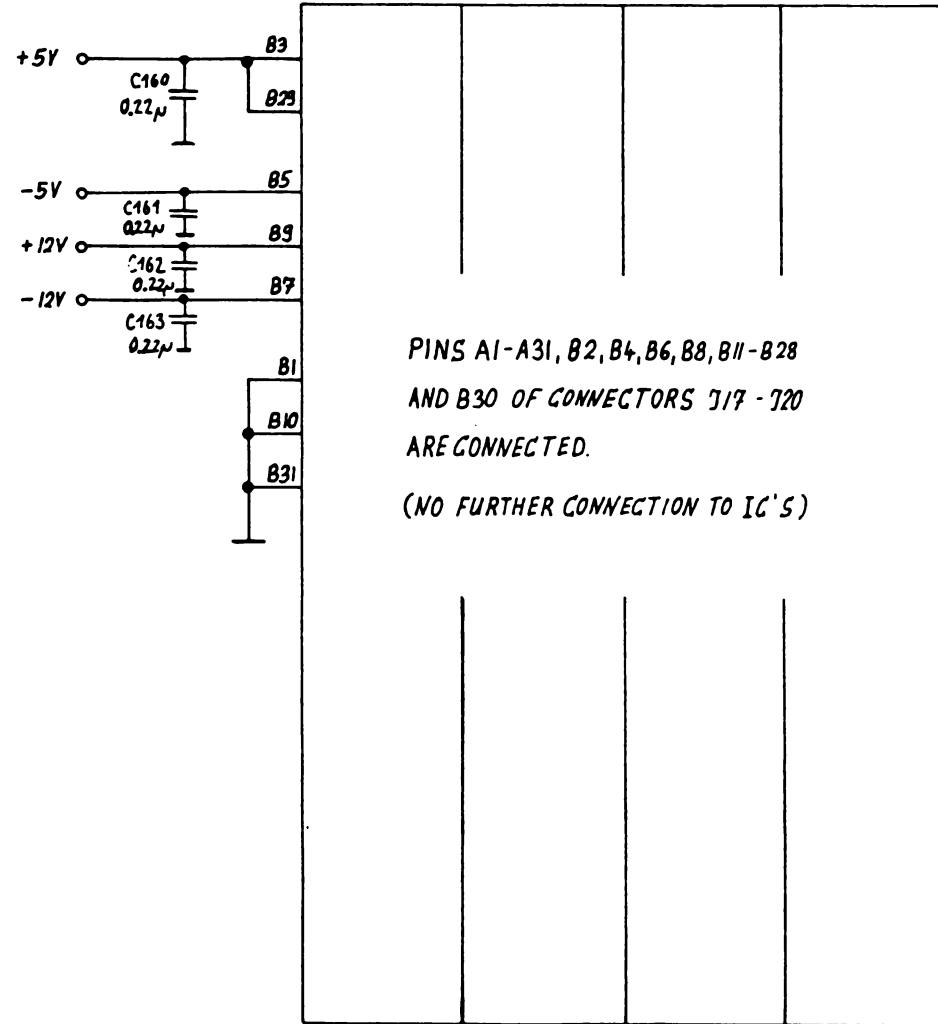 +5V
B3
C160
0.22µ
B29
-5V
B5
C161
0.22µ
+12V
B9
C162
0.22µ
-12V
B7
C163
0.22µ
B1
B10
B31
PINS A1-A31, B2, B4, B6, B8, B11-B28
AND B30 OF CONNECTORS J17 - J20
ARE CONNECTED.
(NO FURTHER CONNECTION TO IC'S)